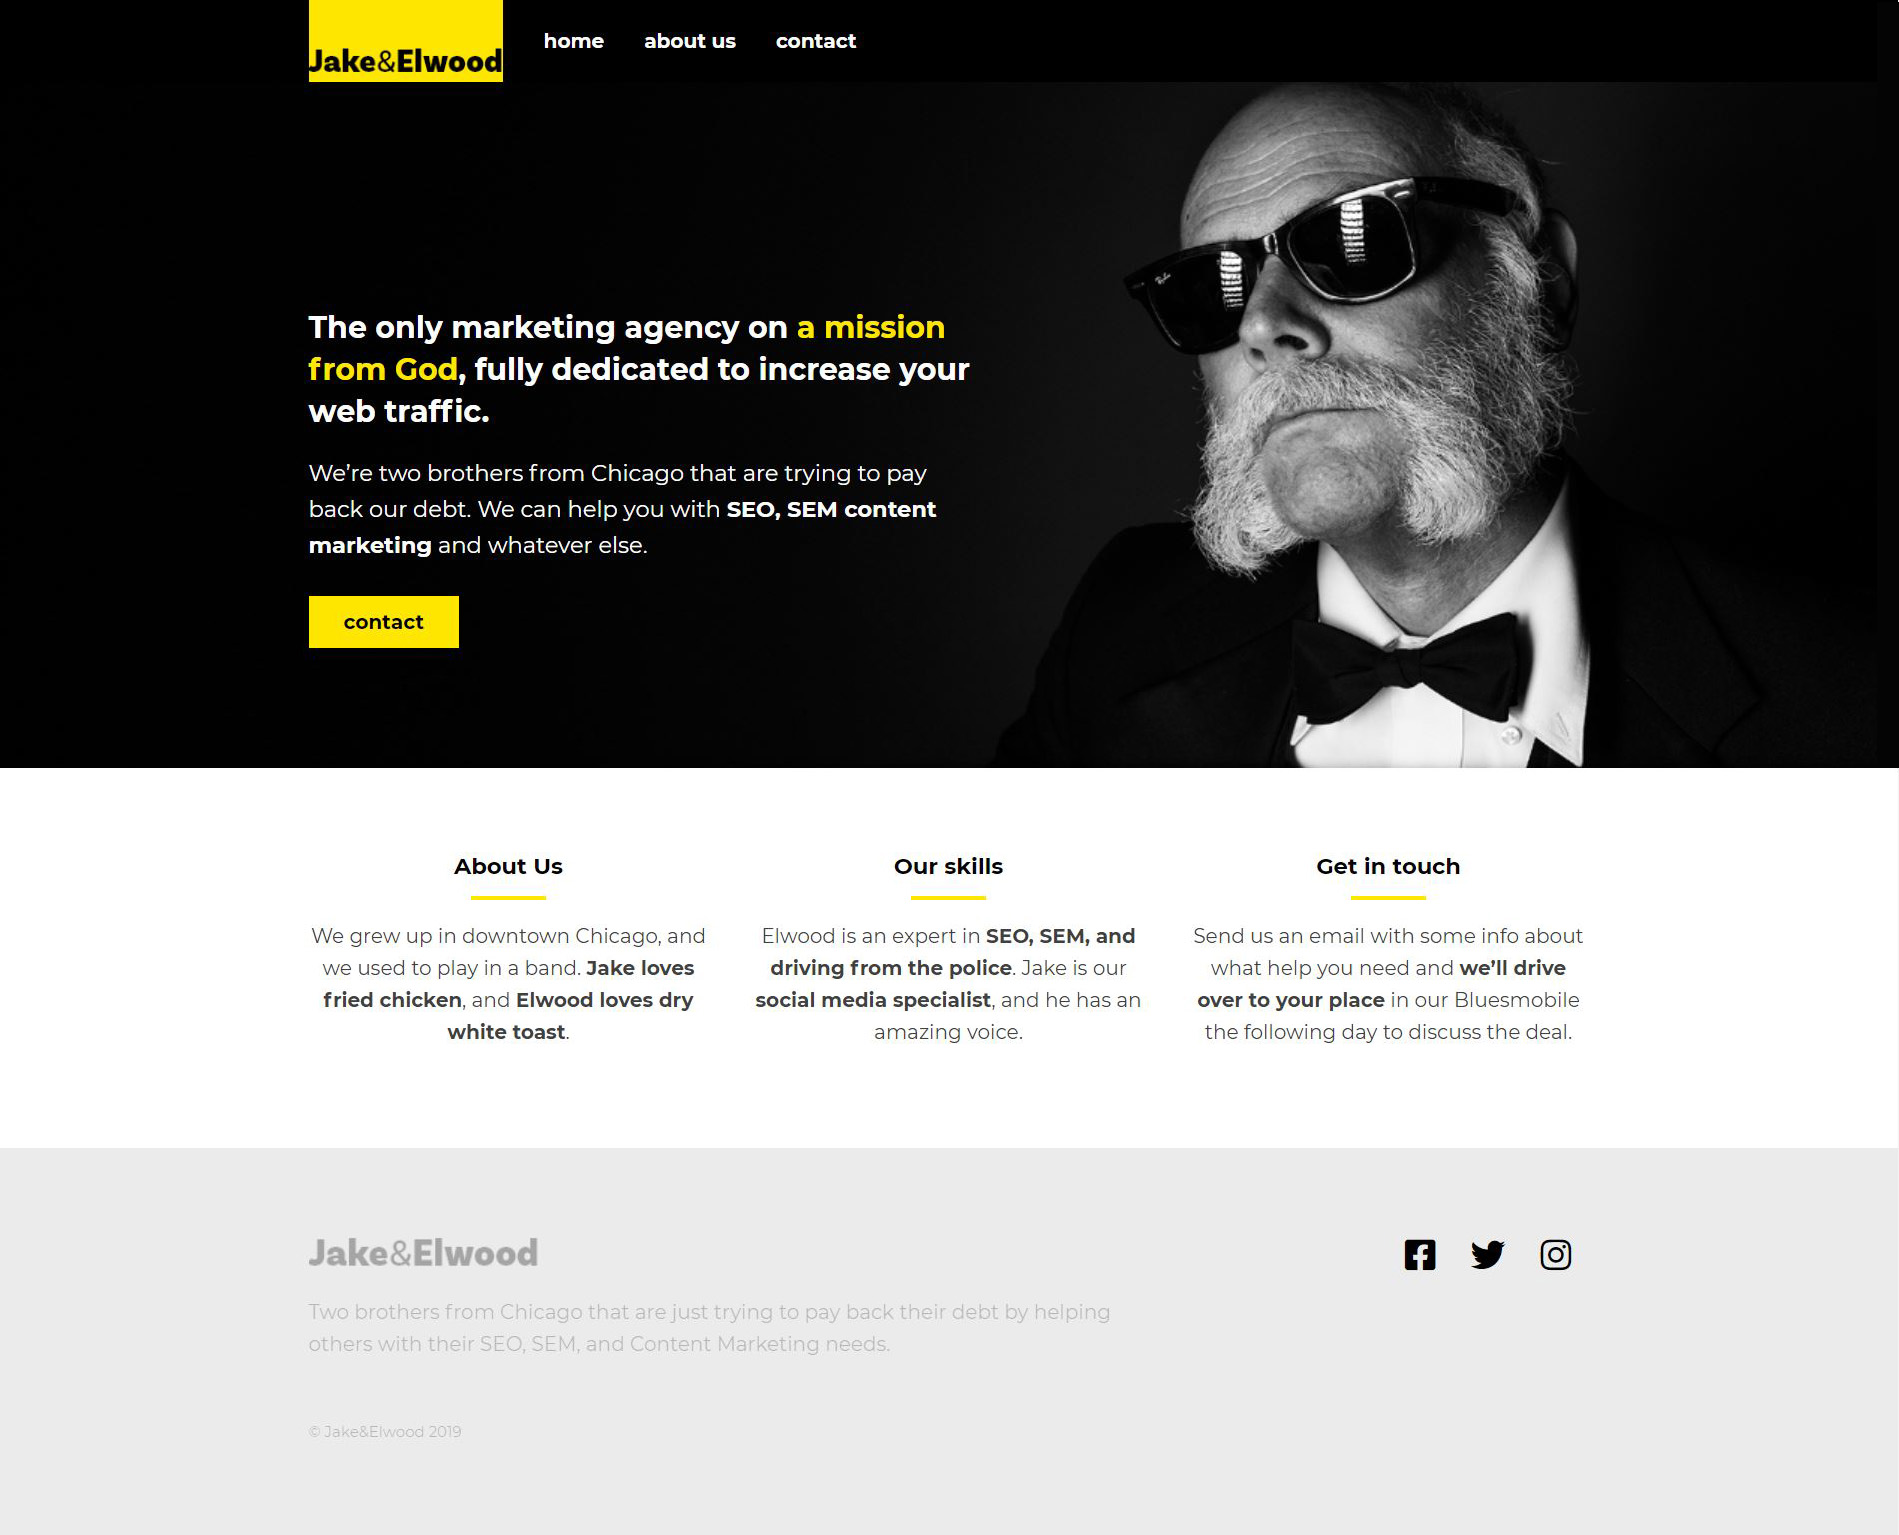 Jake&Elwood
home about us contact
The only marketing agency on a mission
from God, fully dedicated to increase your
web traffic.
We’re two brothers from Chicago that are trying to pay
back our debt. We can help you with SEO, SEM content
marketing and whatever else.
contact
About Us
We grew up in downtown Chicago, and
we used to play in a band. Jake loves
fried chicken, and Elwood loves dry
white toast.
Our skills
Elwood is an expert in SEO, SEM, and
driving from the police. Jake is our
social media specialist, and he has an
amazing voice.
Get in touch
Send us an email with some info about
what help you need and we’ll drive
over to your place in our Bluesmobile
the following day to discuss the deal.
Jake&Elwood
Two brothers from Chicago that are just trying to pay back their debt by helping
others with their SEO, SEM, and Content Marketing needs.
© Jake&Elwood 2019